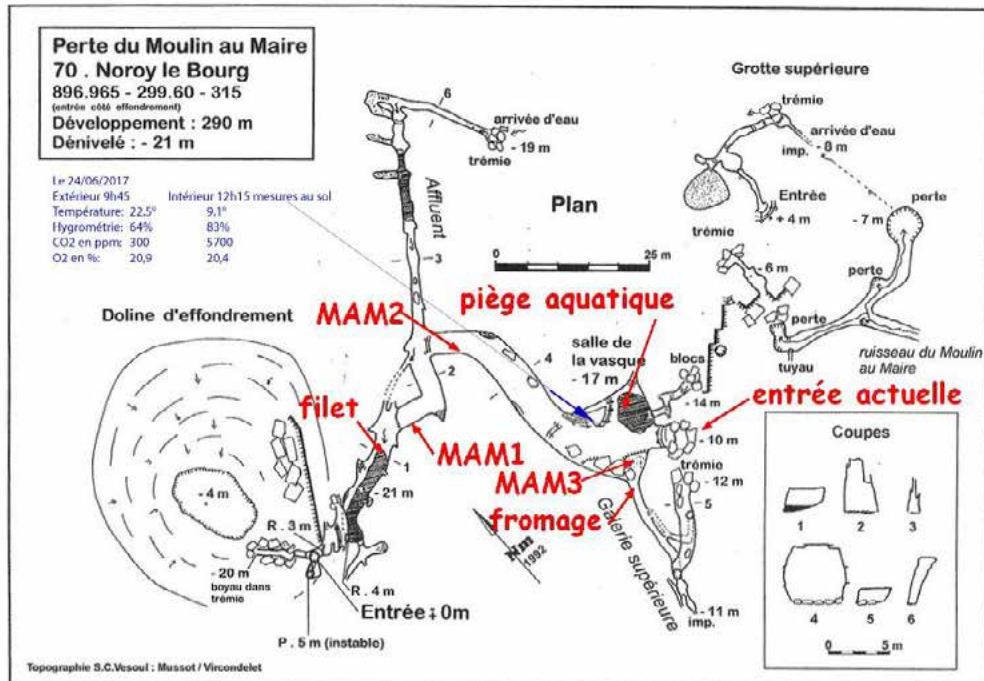 Perte du Moulin au Maire
70 . Noroy le Bourg
896.965 - 299.60 - 315
(entrée côté effondrement)
Développement : 290 m
Dénivelé : - 21 m
Le 24/06/2017
Extérieur 9h45 Intérieur 12h15 mesures au sol
Température: 22.5° 9.1°
Hygrométrie: 64% 83%
CO2 en ppm: 300 5700
O2 en %: 20,9 20,4
6
arrivée d'eau
- 19 m
trémie
Affluent
3
Plan
0 25 m
Grotte supérieure
trémie
arrivée d'eau
- 8 m
imp.
Entrée
+ 4 m
perte
- 7 m
trémie
- 6 m
perte
perte
tuyau
ruisseau du Moulin
au Maire
Doline d'effondrement
- 4 m
MAM2
piège aquatique
salle de
la vasque
- 17 m
4
2
blocs
- 14 m
entrée actuelle
- 10 m
trémie
- 12 m
5
filet
MAM1
1
- 21 m
MAM3
fromage
Galerie supérieure
- 11 m
imp.
Nm
1992
R . 3 m
- 20 m
boyau dans
trémie
R . 4 m
Entrée : 0m
P . 5 m (instable)
Coupes
1 2 3
4 5 6
0 5 m
Topographie S.C.Vesoul : Mussot / Vircondelet